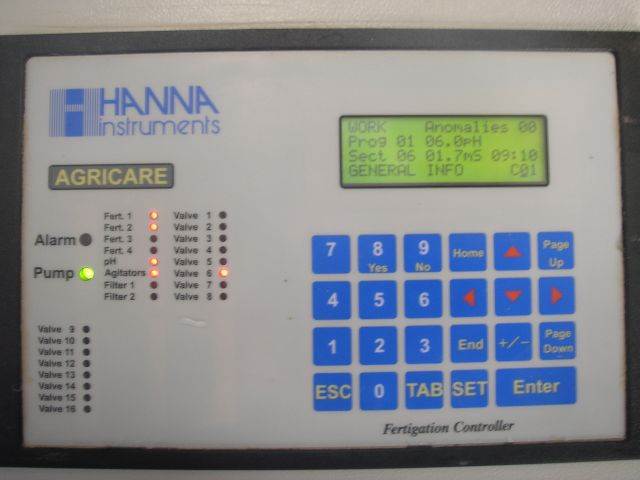 HANNA
instruments
AGRICARE
WORK Anomalies 00
Prog 01 06.0pH
Sect 06 01.7mS 09:10
GENERAL INFO C01
Alarm
Pump
Fert. 1
Fert. 2
Fert. 3
Fert. 4
pH
Agitators
Filter 1
Filter 2
Valve 1
Valve 2
Valve 3
Valve 4
Valve 5
Valve 6
Valve 7
Valve 8
Valve 9
Valve 10
Valve 11
Valve 12
Valve 13
Valve 14
Valve 15
Valve 16
7 8 Yes 9 No Home Page Up
4 5 6
1 2 3 End +/- Page Down
ESC 0 TAB SET Enter
Fertigation Controller